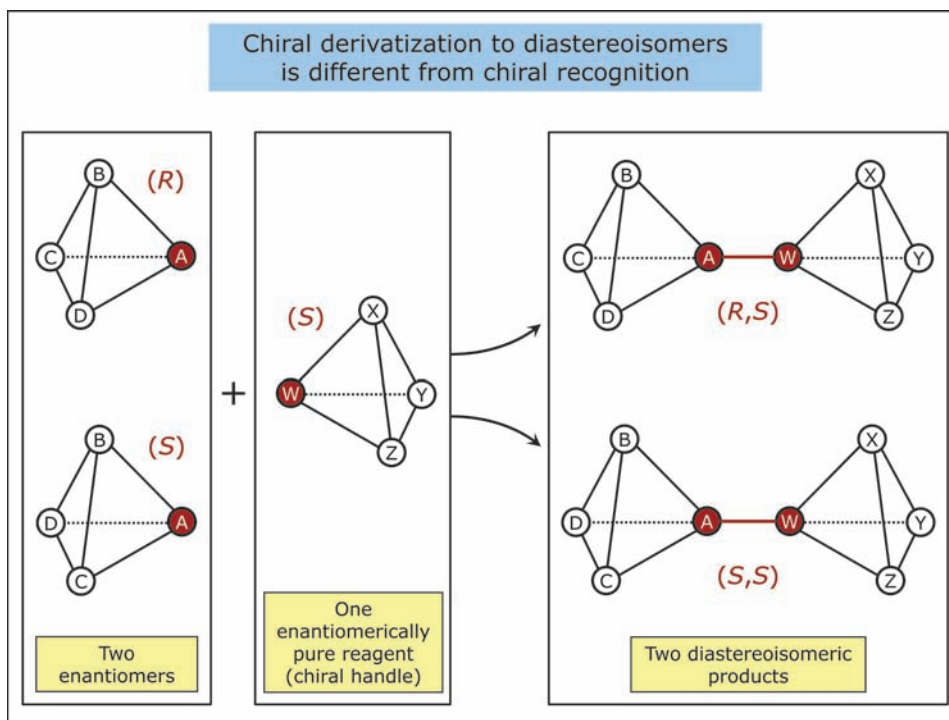 Chiral derivatization to diastereoisomers
is different from chiral recognition
B
(R)
C
A
D
B
(S)
D
A
C
Two
enantiomers
+
(S)
X
W
Y
Z
One
enantiomerically
pure reagent
(chiral handle)
B
X
C
A
W
Y
D
Z
(R,S)
B
X
D
A
W
Y
C
Z
(S,S)
Two diastereoisomeric
products